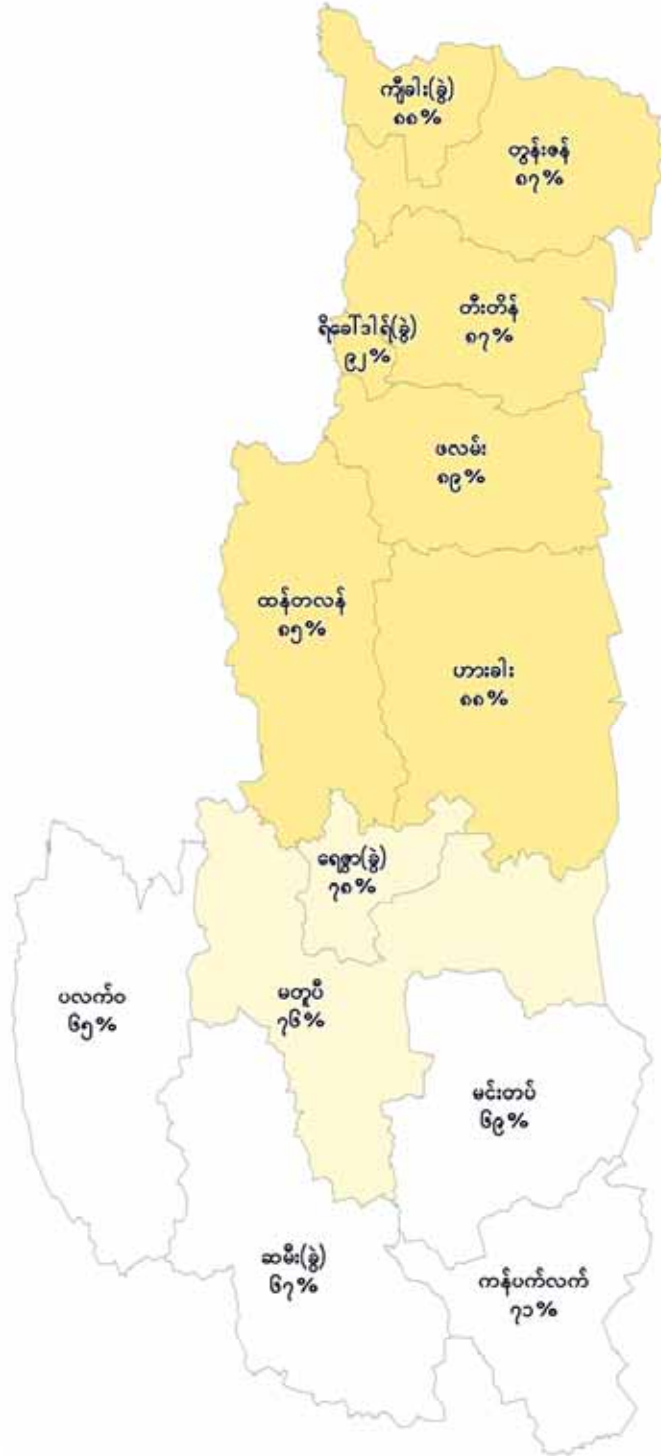 ကျီခါး(ခွဲ)
၈၈%
တွန်းဇန်
၈၇%
တီးတိန်
၈၇%
ရိခေါ်ဒါရ်(ခွဲ)
၉၂%
ဖလမ်း
၈၉%
ထန်တလန်
၈၅%
ဟားခါး
၈၈%
ရေဇွာ(ခွဲ)
၇၈%
ပလက်ဝ
၆၅%
မတူပီ
၇၆%
မင်းတပ်
၆၉%
ဆမီး(ခွဲ)
၆၇%
ကန်ပက်လက်
၇၁%